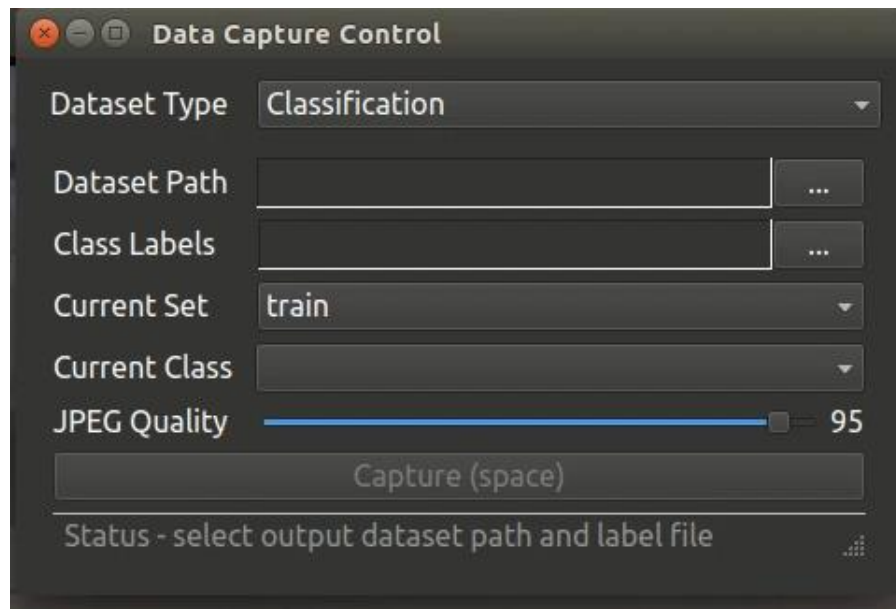 Data Capture Control
Dataset Type Classification
Dataset Path ...
Class Labels ...
Current Set train
Current Class
JPEG Quality 95
Capture (space)
Status - select output dataset path and label file